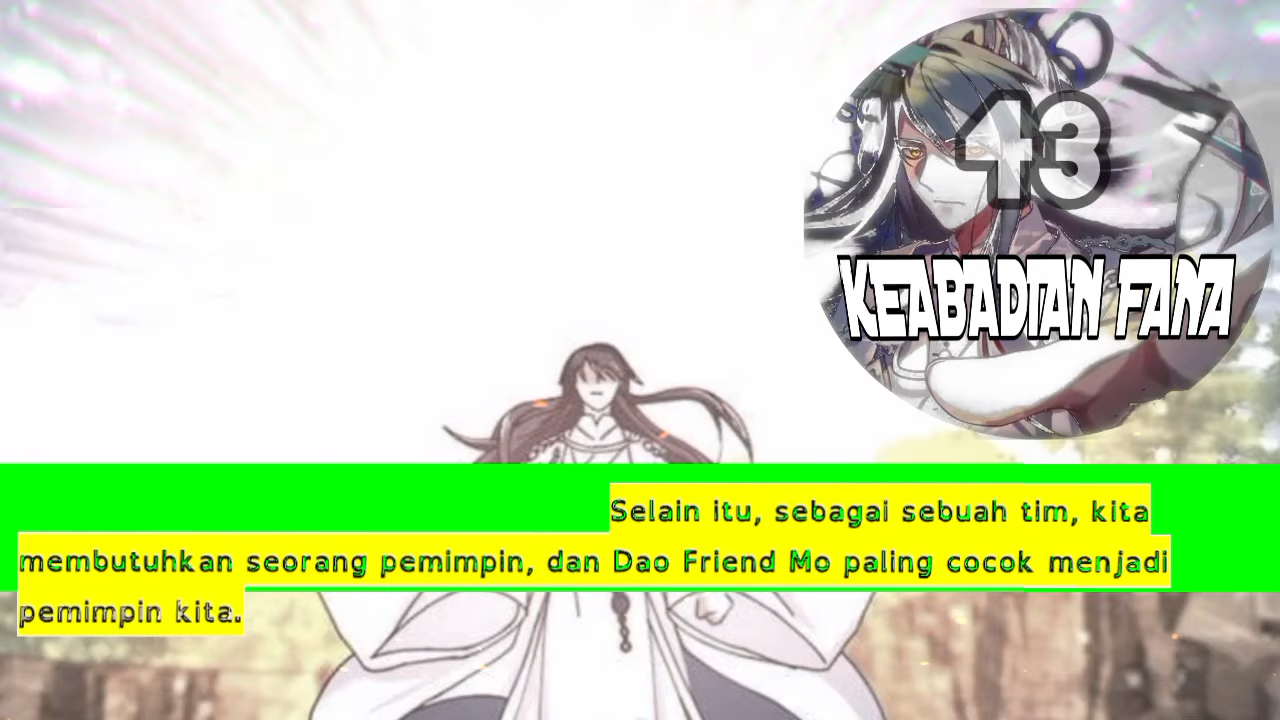 43
KEABADIAN FANA
Selain itu, sebagai sebuah tim, kita
membutuhkan seorang pemimpin, dan Dao Friend Mo paling cocok menjadi
pemimpin kita.